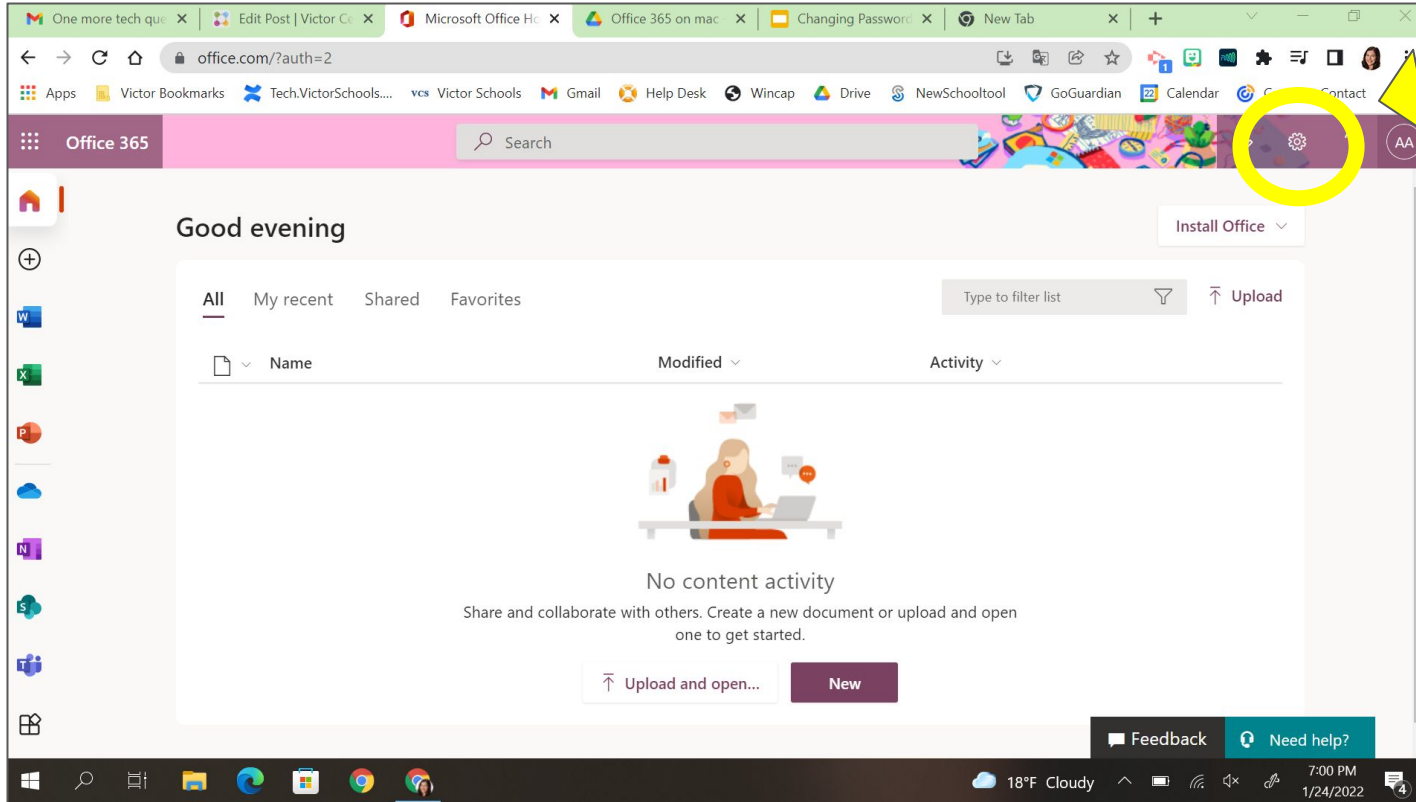 One more tech que
Edit Post | Victor Ce
Microsoft Office Ho
Office 365 on mac
Changing Password
New Tab
office.com/?auth=2
1
Apps
Victor Bookmarks
Tech.VictorSchools....
vcs Victor Schools
Gmail
Help Desk
Wincap
Drive
NewSchooltool
GoGuardian
22 Calendar
Contact
Office 365
Search
AA
Good evening
Install Office
All
My recent
Shared
Favorites
Type to filter list
Upload
Name
Modified
Activity
W
X
P
N
S
T
No content activity
Share and collaborate with others. Create a new document or upload and open
one to get started.
Upload and open...
New
Feedback
Need help?
18°F Cloudy
7:00 PM
1/24/2022
4